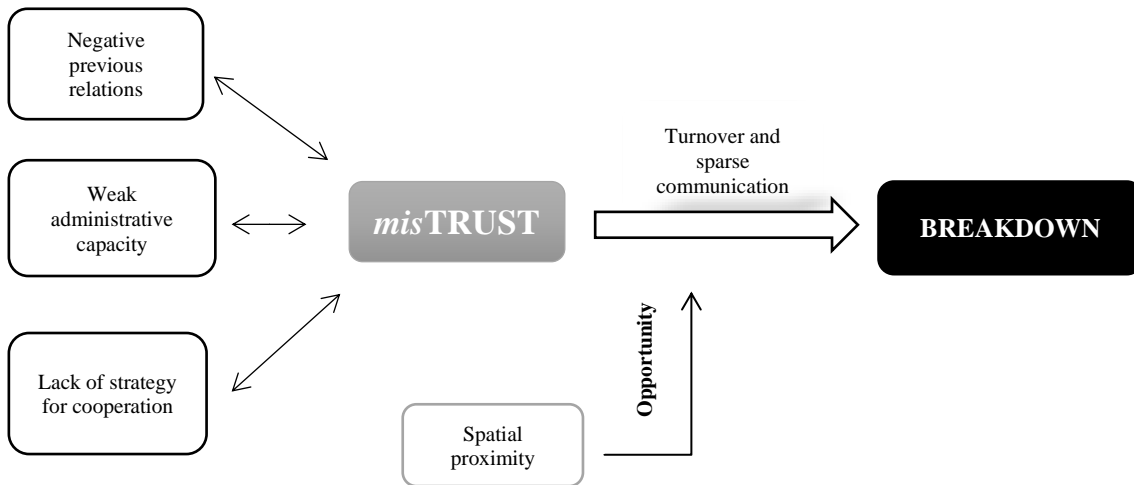 Negative
previous
relations
Weak
administrative
capacity
Lack of strategy
for cooperation
misTRUST
Turnover and
sparse
communication
BREAKDOWN
Opportunity
Spatial
proximity